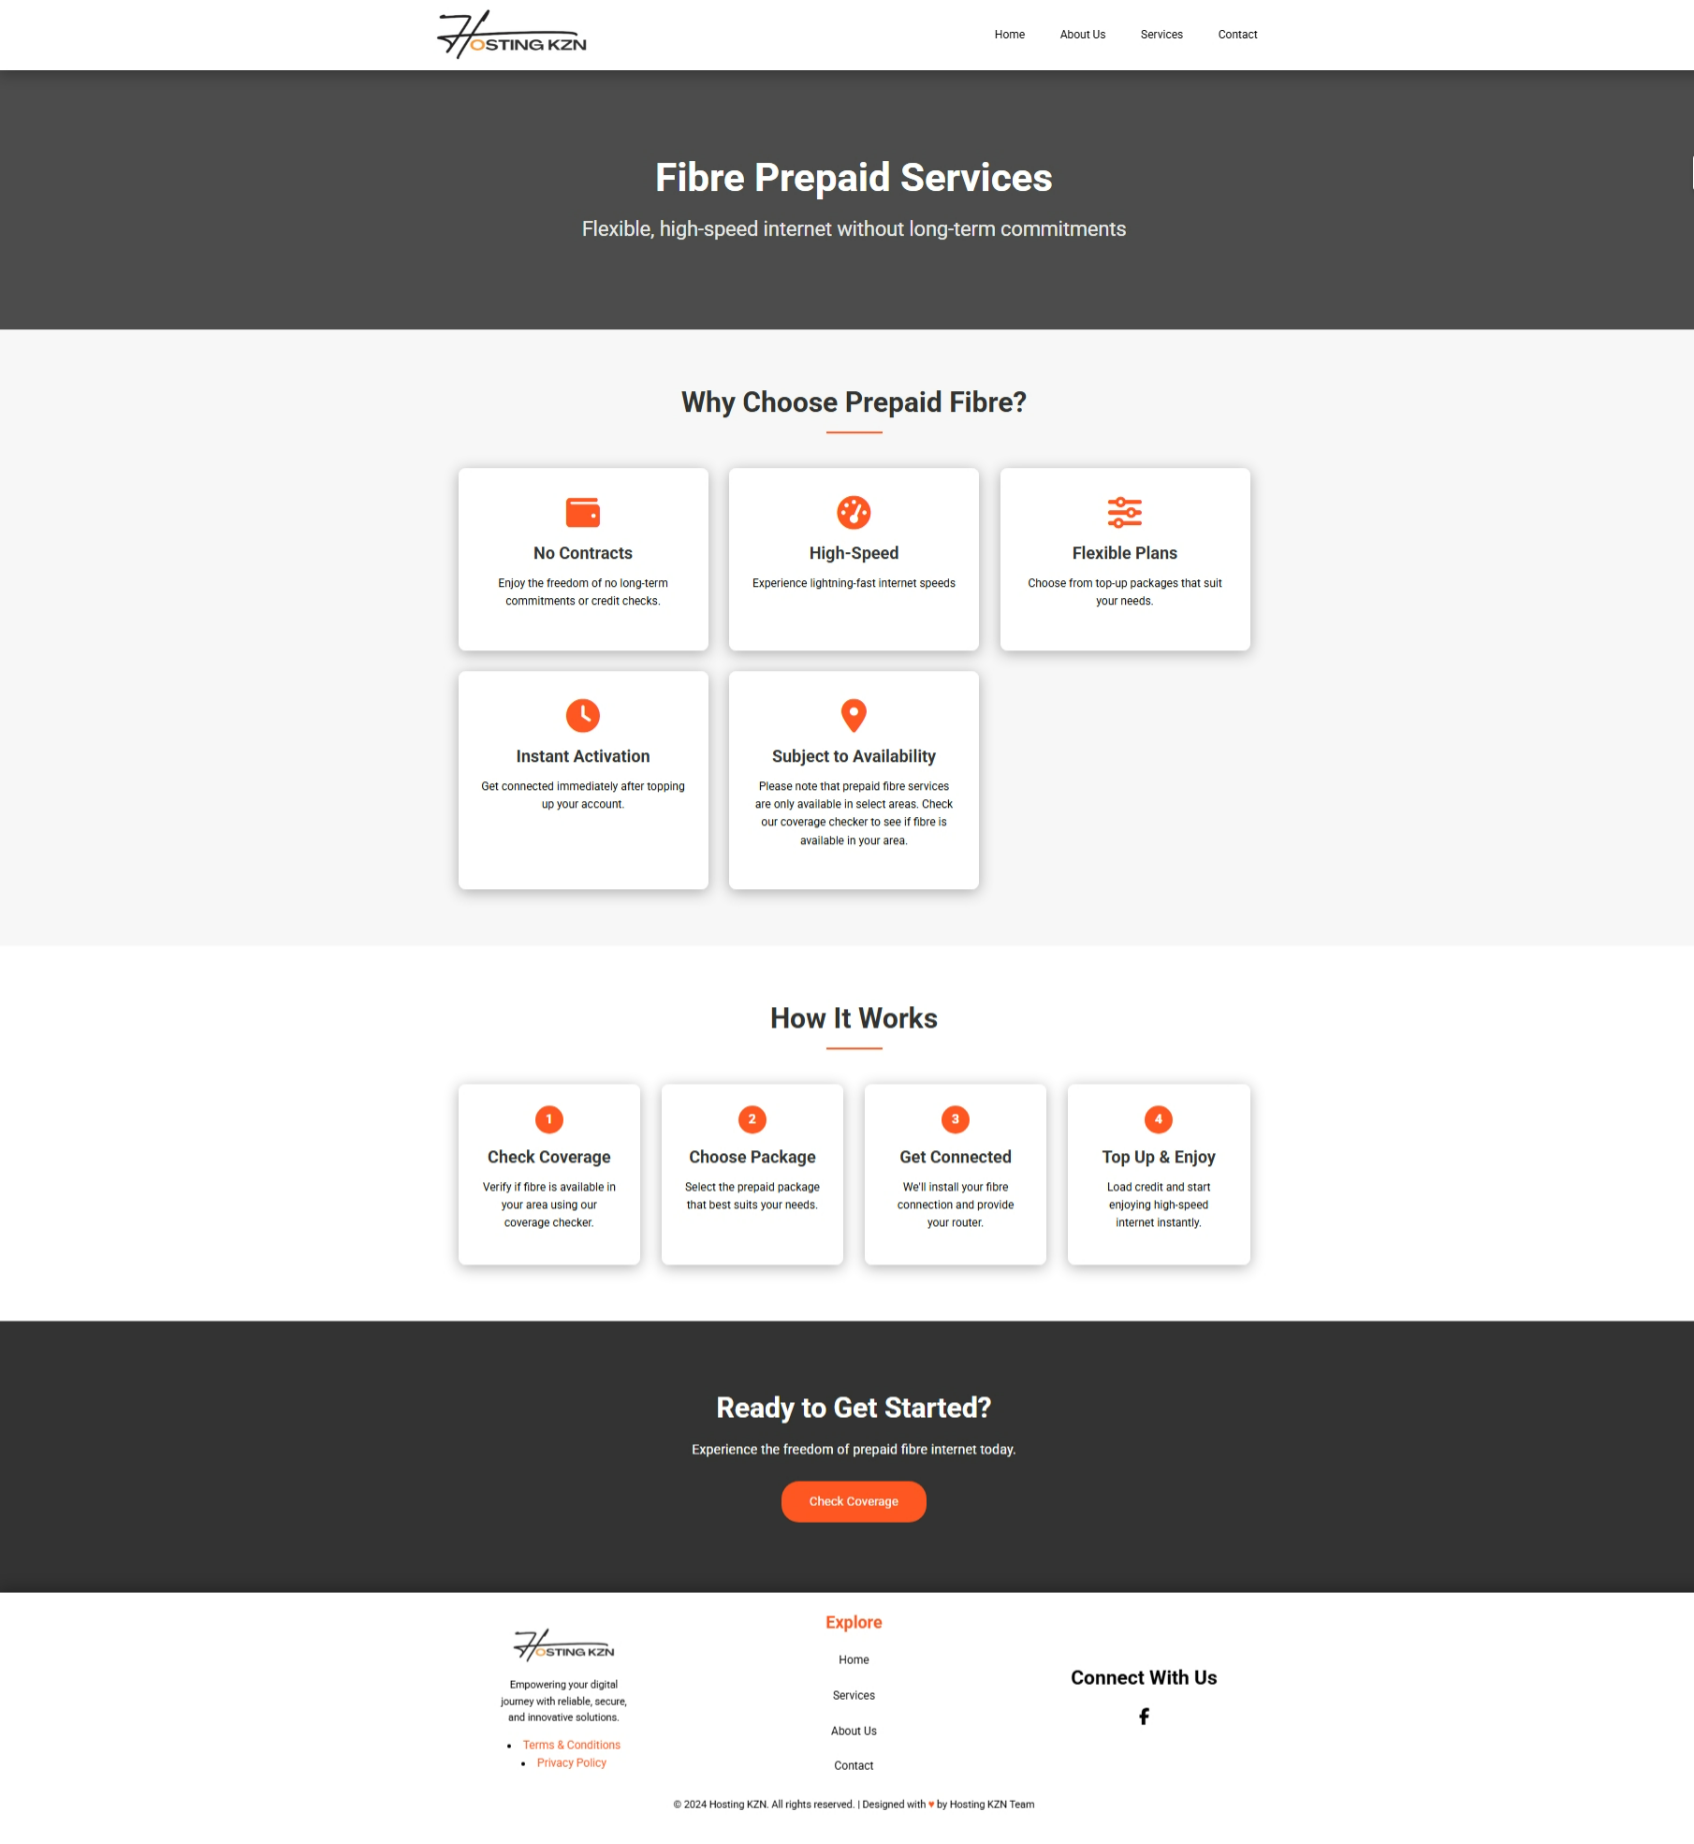 HOSTING KZN
Home
About Us
Services
Contact
Fibre Prepaid Services
Flexible, high-speed internet without long-term commitments
Why Choose Prepaid Fibre?
No Contracts
Enjoy the freedom of no long-term
commitments or credit checks.
High-Speed
Experience lightning-fast internet speeds
Flexible Plans
Choose from top-up packages that suit
your needs.
Instant Activation
Get connected immediately after topping
up your account.
Subject to Availability
Please note that prepaid fibre services
are only available in select areas. Check
our coverage checker to see if fibre is
available in your area.
How It Works
1
Check Coverage
Verify if fibre is available in
your area using our
coverage checker.
2
Choose Package
Select the prepaid package
that best suits your needs.
3
Get Connected
We'll install your fibre
connection and provide
your router.
4
Top Up & Enjoy
Load credit and start
enjoying high-speed
internet instantly.
Ready to Get Started?
Experience the freedom of prepaid fibre internet today.
Check Coverage
HOSTING KZN
Empowering your digital
journey with reliable, secure,
and innovative solutions.
• Terms & Conditions
• Privacy Policy
Explore
Home
Services
About Us
Contact
Connect With Us
© 2024 Hosting KZN. All rights reserved. | Designed with ♥ by Hosting KZN Team